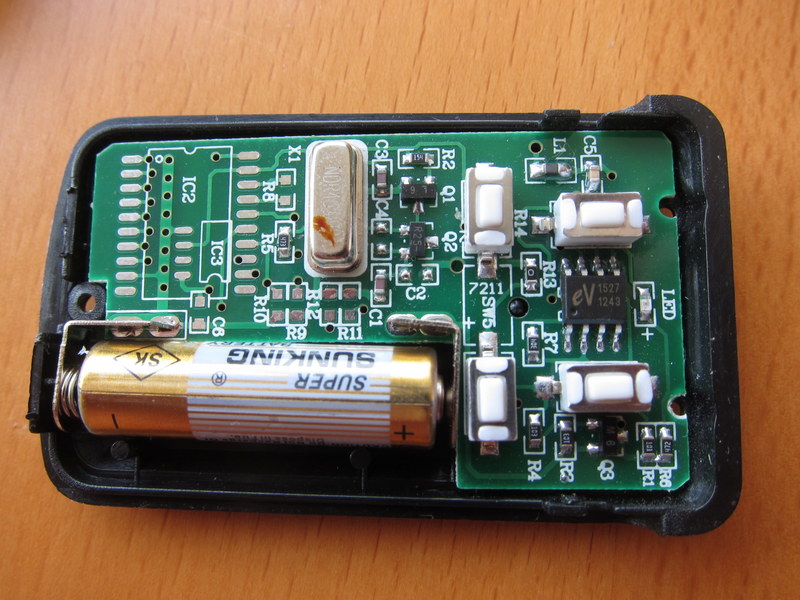 IC2
IC3
X1
R8
R5
R10
R12
R9
R11
C6
C3
C4
C1
C2
R2
151
Q1
Q2
R14
L1
C5
R13
7211
SW5
+
R7
eV 1527
1243
LED
+
R4
R3
Q3
R1
R6
SK
SUPER
SUNKING
®
-
+